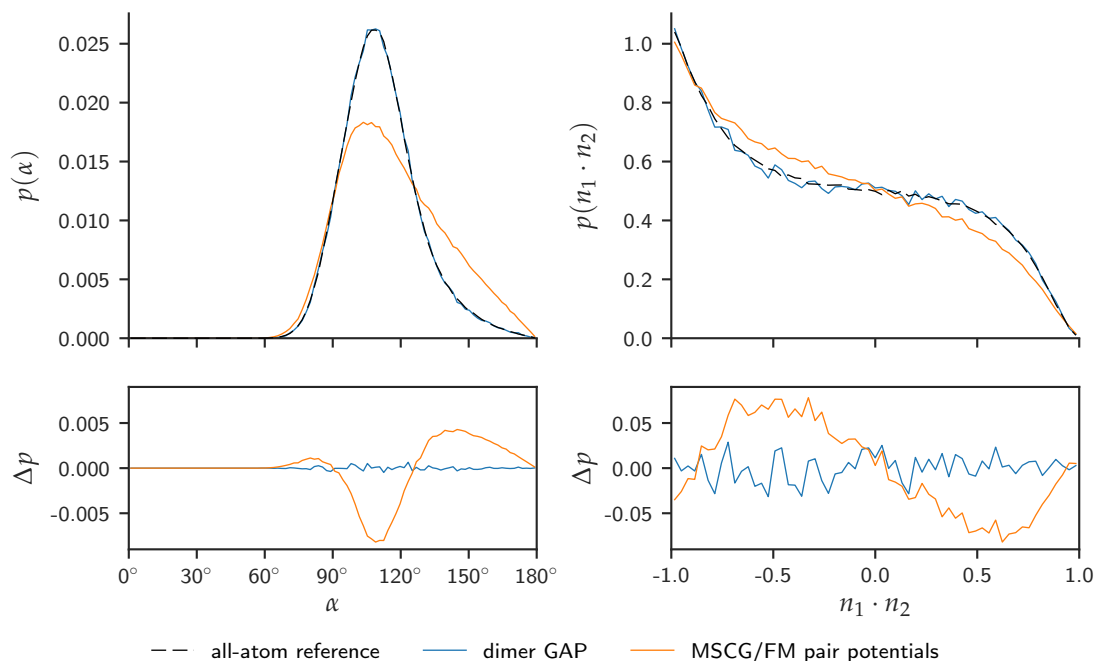 p(α)
0.025
0.020
0.015
0.010
0.005
0.000
p(n₁ · n₂)
1.0
0.8
0.6
0.4
0.2
0.0
Δp
0.005
0.000
-0.005
0° 30° 60° 90° 120° 150° 180°
α
Δp
0.05
0.00
-0.05
-1.0 -0.5 0.0 0.5 1.0
n₁ · n₂
all-atom reference dimer GAP MSCG/FM pair potentials